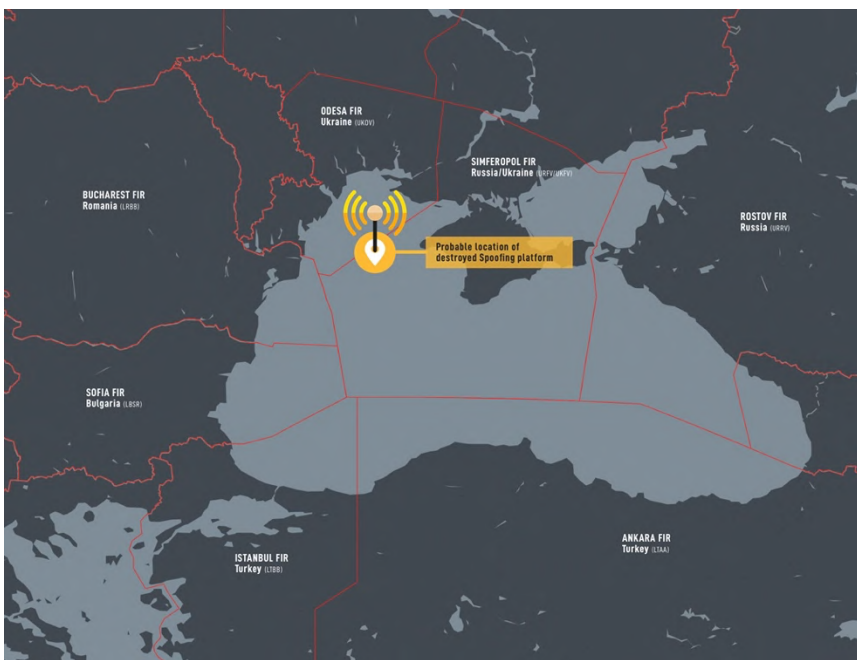 ODESA FIR
Ukraine (UKOV)
SIMFEROPOL FIR
Russia/Ukraine (URFV/UKFV)
BUCHAREST FIR
Romania (LRBB)
ROSTOV FIR
Russia (URRV)
Probable location of
destroyed Spoofing platform
SOFIA FIR
Bulgaria (LBSR)
ISTANBUL FIR
Turkey (LTBB)
ANKARA FIR
Turkey (LTAA)